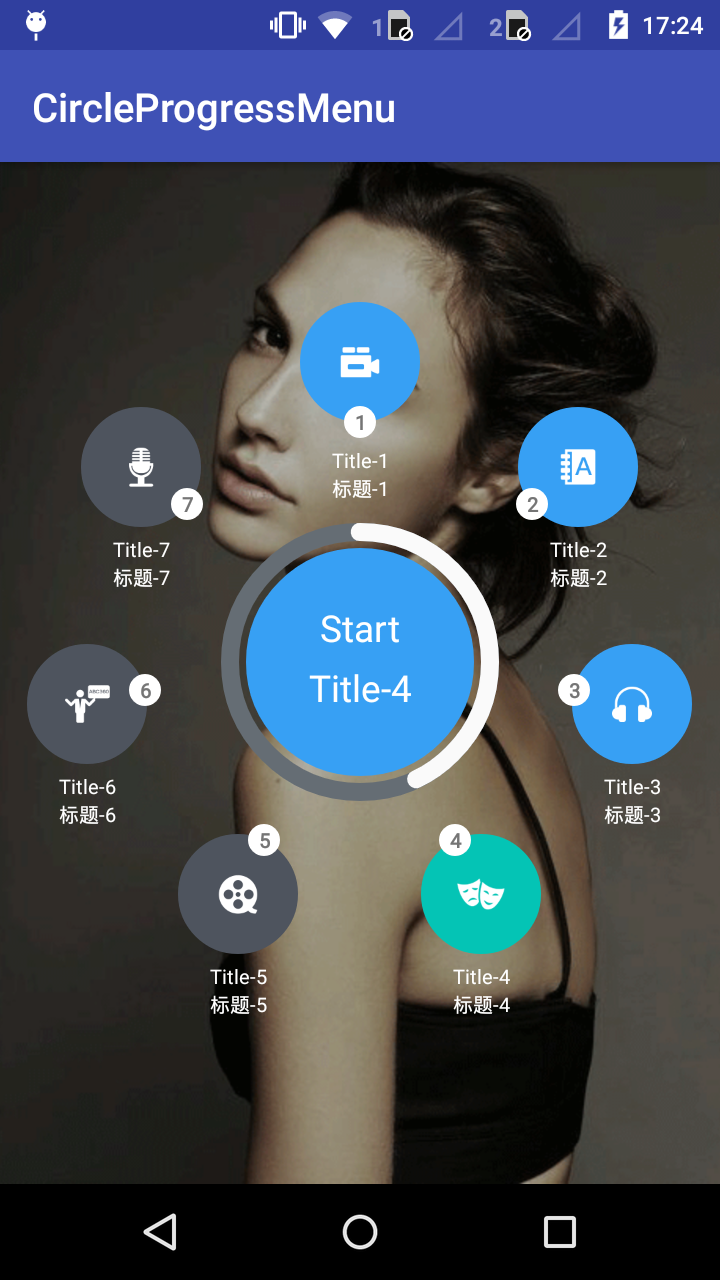 1 2 17:24
CircleProgressMenu
1
Title-1
标题-1
A
2
Title-2
标题-2
3
Title-3
标题-3
4
Title-4
标题-4
5
Title-5
标题-5
ABC360
6
Title-6
标题-6
7
Title-7
标题-7
Start
Title-4